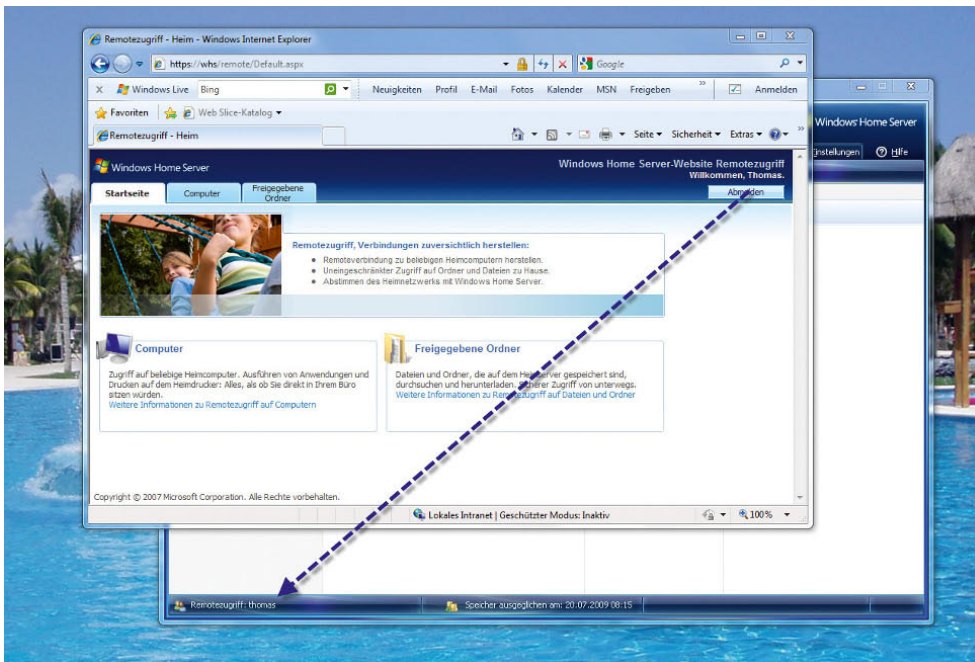 Remotezugriff - Heim - Windows Internet Explorer
https://whs/remote/Default.aspx
Google
X Windows Live Bing Neuigkeiten Profil E-Mail Fotos Kalender MSN Freigeben » Anmelden
Favoriten Web Slice-Katalog
Remotezugriff - Heim
Seite Sicherheit Extras »
Windows Home Server
Einstellungen Hilfe
Windows Home Server
Windows Home Server-Website Remotezugriff
Willkommen, Thomas.
Startseite Computer Freigegebene Ordner
Abmelden
Remotezugriff, Verbindungen zuversichtlich herstellen:
• Remoteverbindung zu beliebigen Heimcomputern herstellen.
• Uneingeschränkter Zugriff auf Ordner und Dateien zu Hause.
• Abstimmen des Heimnetzwerks mit Windows Home Server.
Computer
Zugriff auf beliebige Heimcomputer. Ausführen von Anwendungen und
Drucken auf dem Heimdrucker: Alles, als ob Sie direkt in Ihrem Büro
sitzen würden.
Weitere Informationen zu Remotezugriff auf Computern
Freigegebene Ordner
Dateien und Ordner, die auf dem Heimserver gespeichert sind,
durchsuchen und herunterladen. Sicherer Zugriff von unterwegs.
Weitere Informationen zu Remotezugriff auf Dateien und Ordner
Copyright © 2007 Microsoft Corporation. Alle Rechte vorbehalten.
Lokales Intranet | Geschützter Modus: Inaktiv
100%
Remotezugriff: thomas
Speicher ausgeglichen am: 20.07.2009 08:15